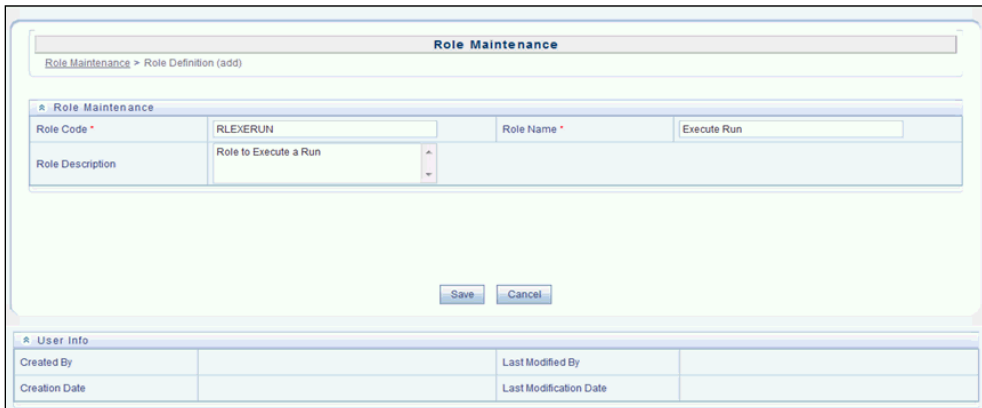 Role Maintenance
Role Maintenance > Role Definition (add)
Role Maintenance
Role Code * RLEXERUN Role Name * Execute Run
Role Description Role to Execute a Run
Save Cancel
User Info
Created By Last Modified By
Creation Date Last Modification Date